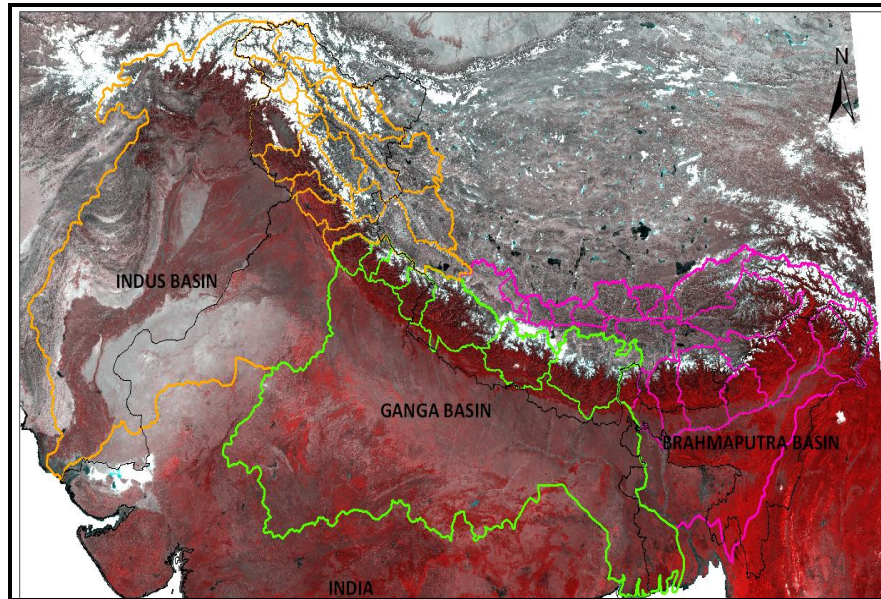 N
INDUS BASIN
GANGA BASIN
BRAHMAPUTRA BASIN
INDIA